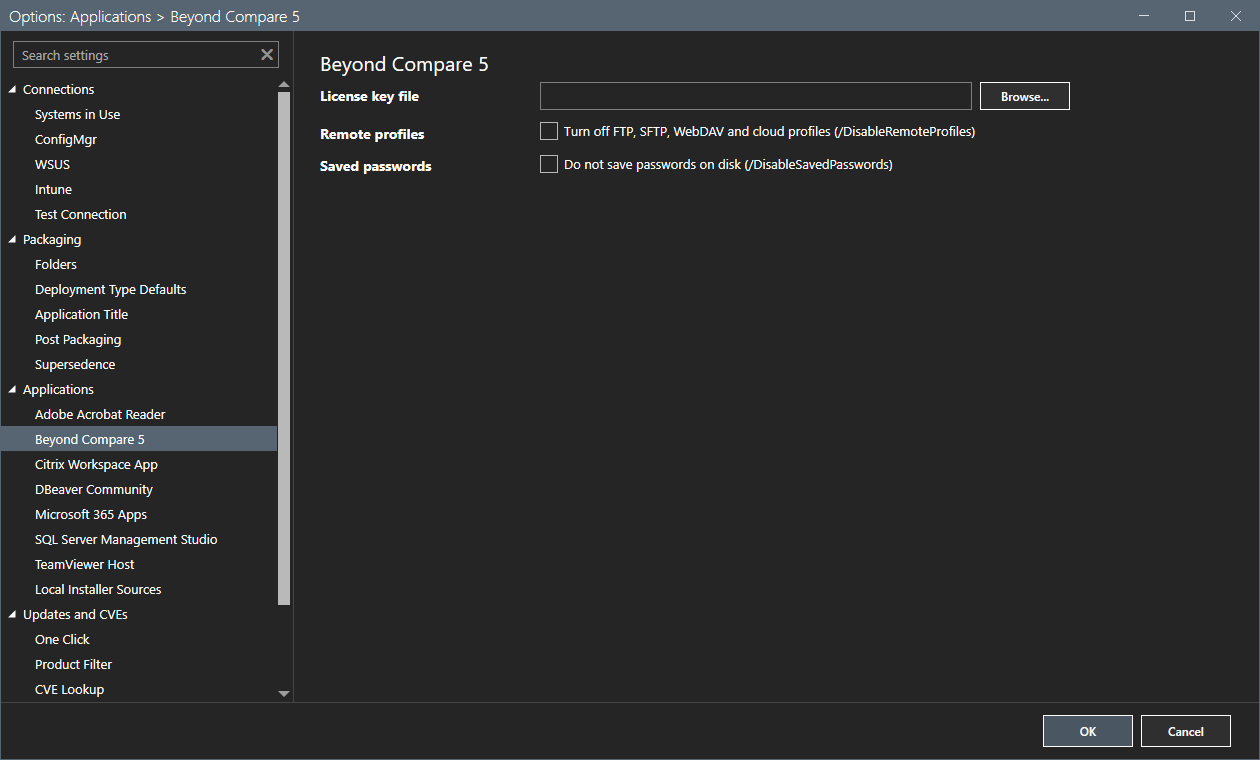 Options: Applications > Beyond Compare 5
Search settings
Connections
Systems in Use
ConfigMgr
WSUS
Intune
Test Connection
Packaging
Folders
Deployment Type Defaults
Application Title
Post Packaging
Supersedence
Applications
Adobe Acrobat Reader
Beyond Compare 5
Citrix Workspace App
DBeaver Community
Microsoft 365 Apps
SQL Server Management Studio
TeamViewer Host
Local Installer Sources
Updates and CVEs
One Click
Product Filter
CVE Lookup
Beyond Compare 5
License key file
Browse...
Remote profiles
Turn off FTP, SFTP, WebDAV and cloud profiles (/DisableRemoteProfiles)
Saved passwords
Do not save passwords on disk (/DisableSavedPasswords)
OK
Cancel